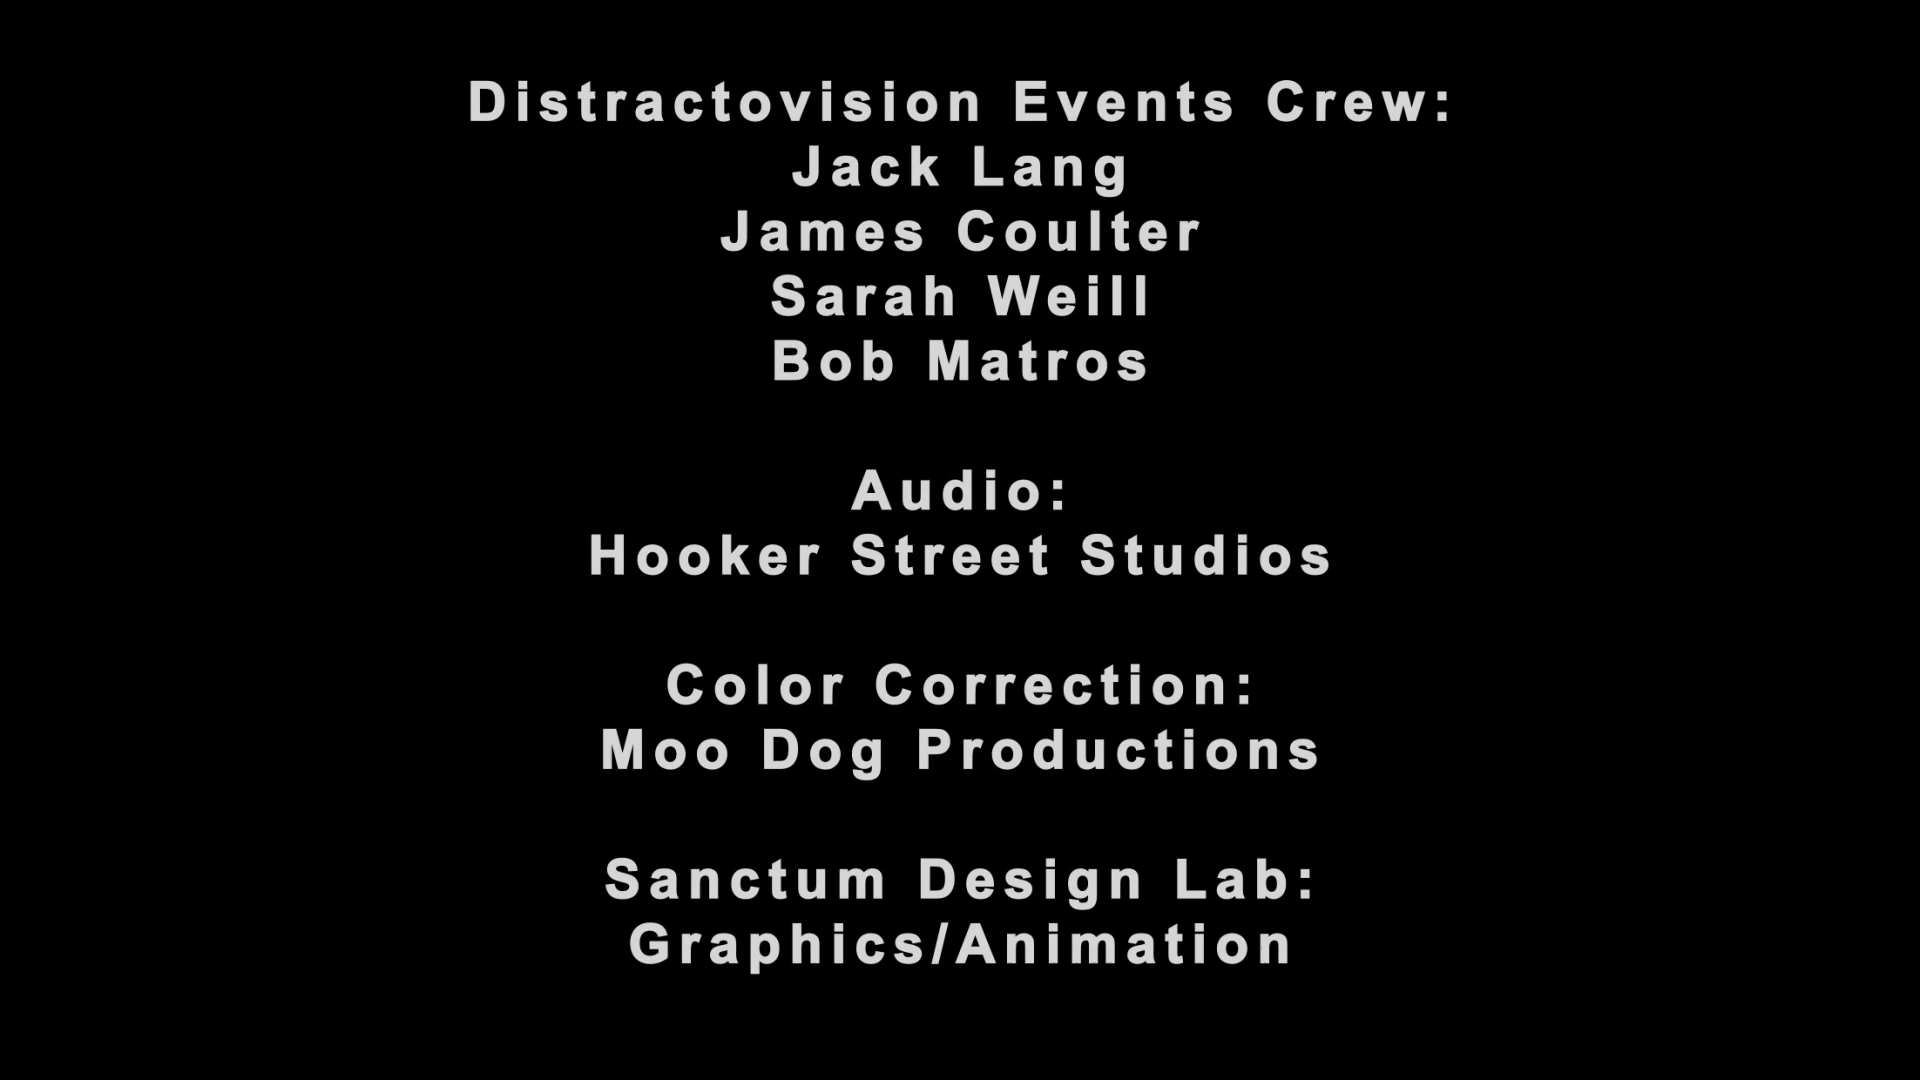 Distractovision Events Crew:
Jack Lang
James Coulter
Sarah Weill
Bob Matros
Audio:
Hooker Street Studios
Color Correction:
Moo Dog Productions
Sanctum Design Lab:
Graphics/Animation